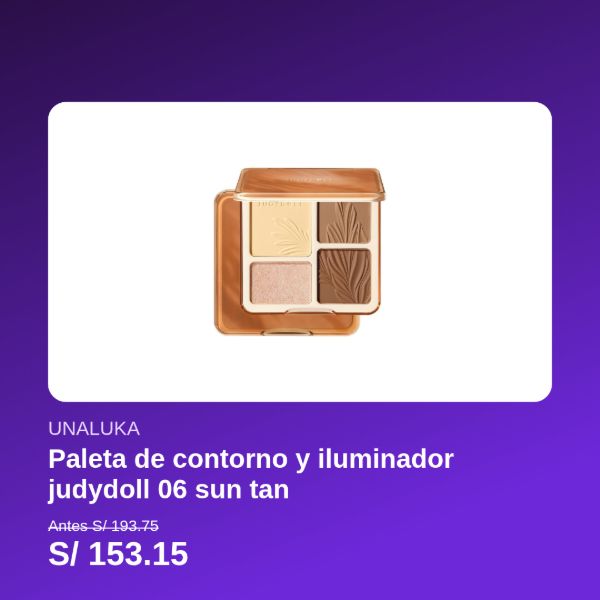 UNALUKA
Paleta de contorno y iluminador
judydoll 06 sun tan
Antes S/ 193.75
S/ 153.15